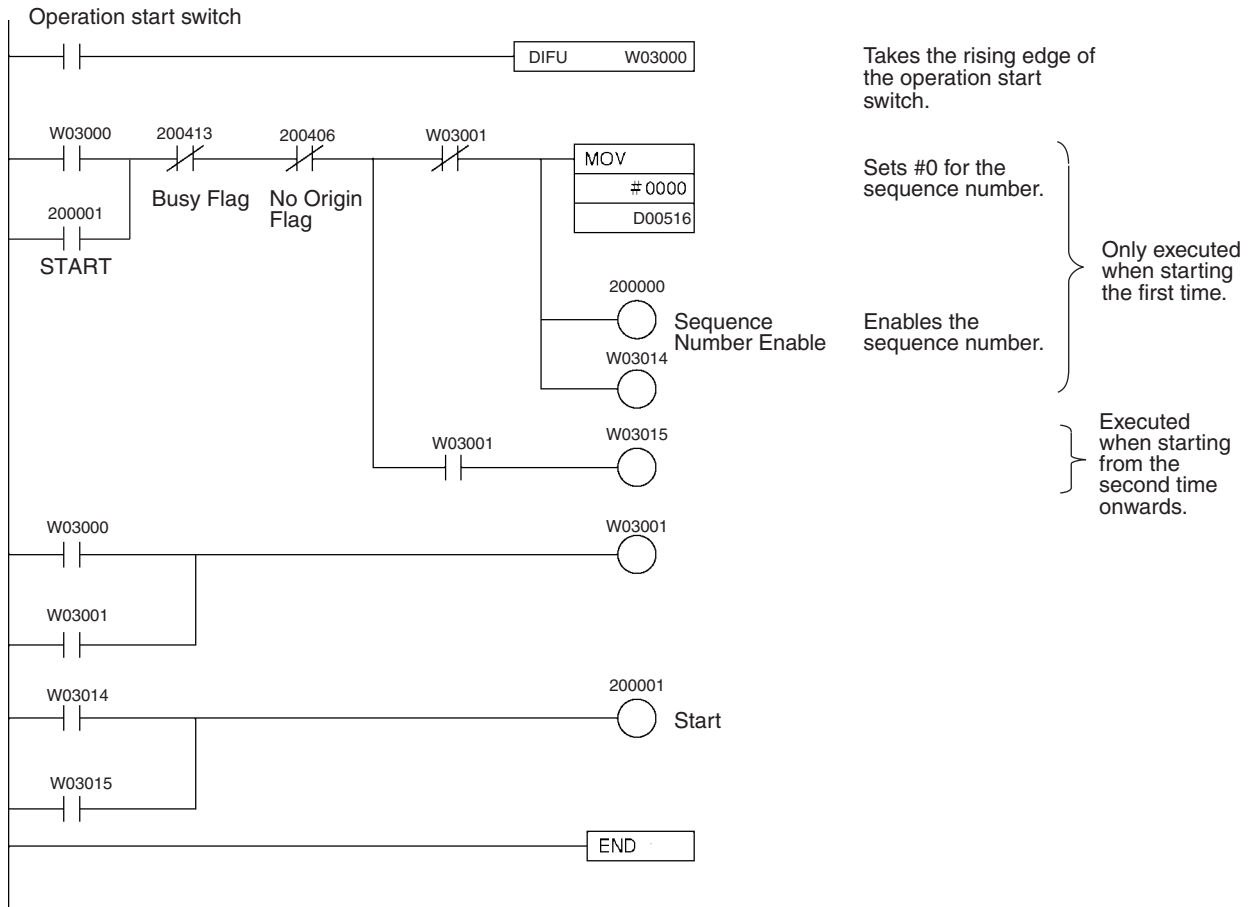 Operation start switch
DIFU W03000
Takes the rising edge of
the operation start
switch.
W03000
200413
200406
W03001
MOV
Busy Flag
No Origin
Flag
#0000
Sets #0 for the
sequence number.
200001
D00516
START
Only executed
when starting
the first time.
200000
Sequence
Number Enable
Enables the
sequence number.
W03014
W03001
W03015
Executed
when starting
from the
second time
onwards.
W03000
W03001
W03001
W03014
200001
Start
W03015
END